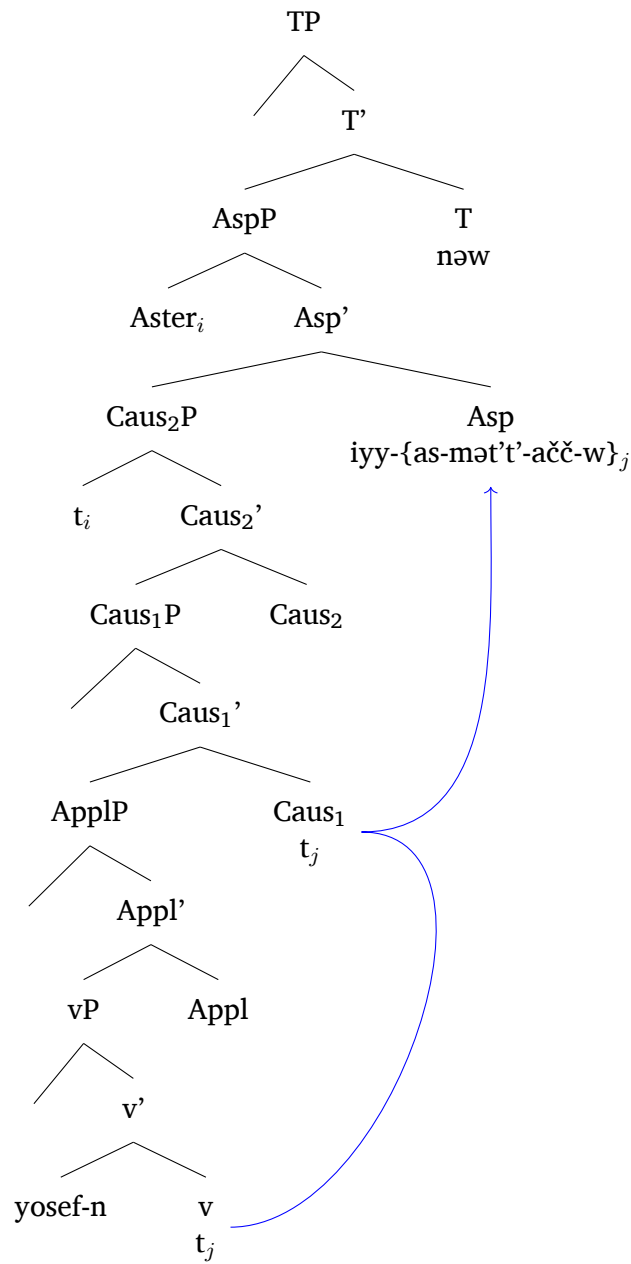 TP
T’
AspP T
nəw
Aster_i Asp’
Caus₂P Asp
iyy-{as-mət’t’-ačč-w}_j
t_i Caus₂’
Caus₁P Caus₂
Caus₁’
ApplP Caus₁
t_j
Appl’
vP Appl
v’
yosef-n v
t_j